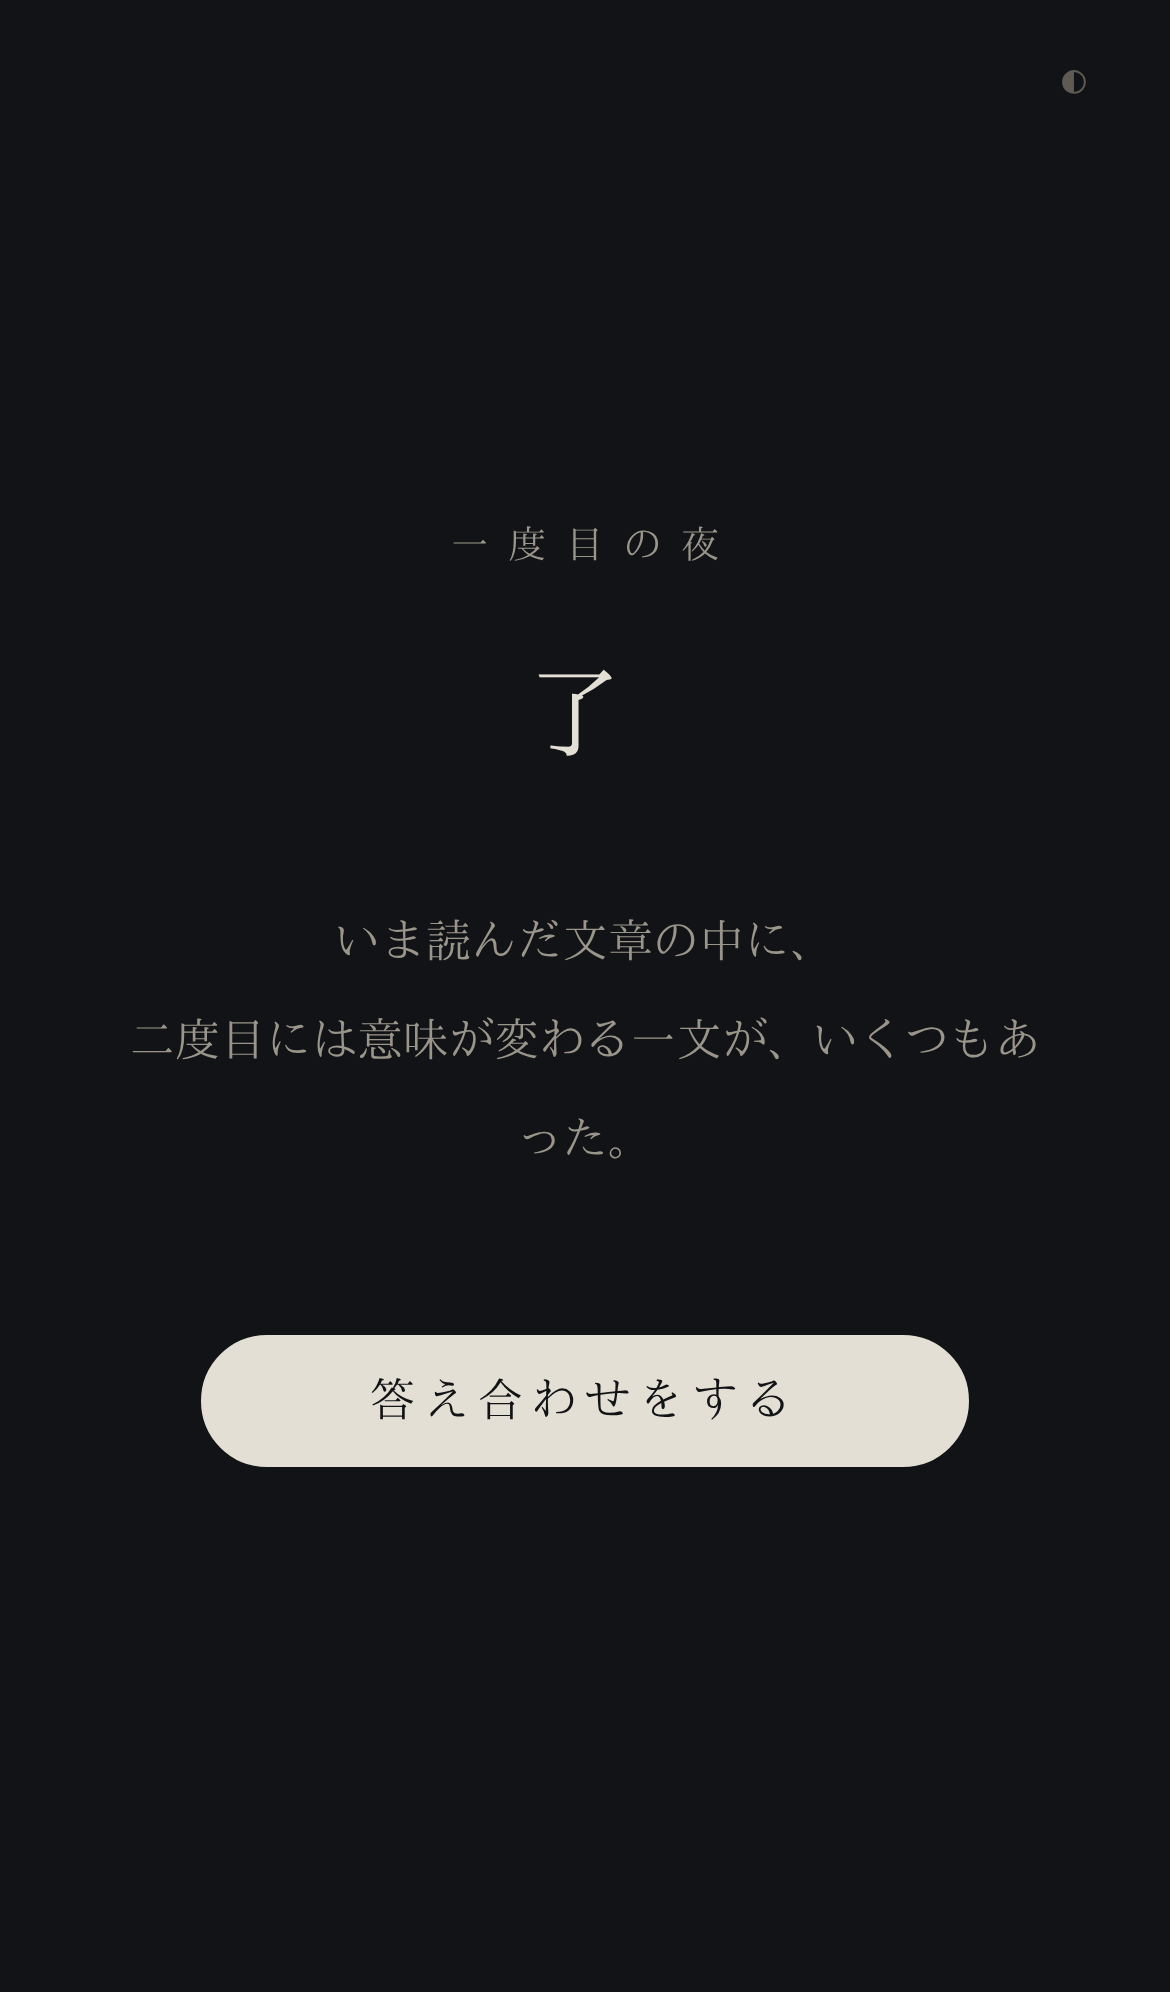 一度目の夜
了
いま読んだ文章の中に、
二度目には意味が変わる一文が、いくつもあ
った。
答え合わせをする